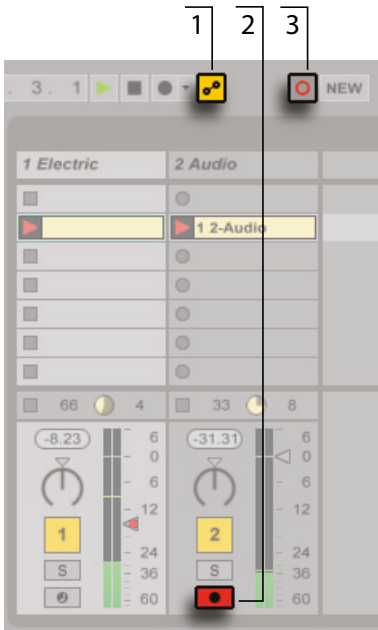 1 2 3
. 3. 1 NEW
1 Electric 2 Audio
1 2-Audio
66 4 33 8
-8.23 6 -31.31 6
0 0
6 6
12 12
1 2
24 24
S 36 S 36
60 60